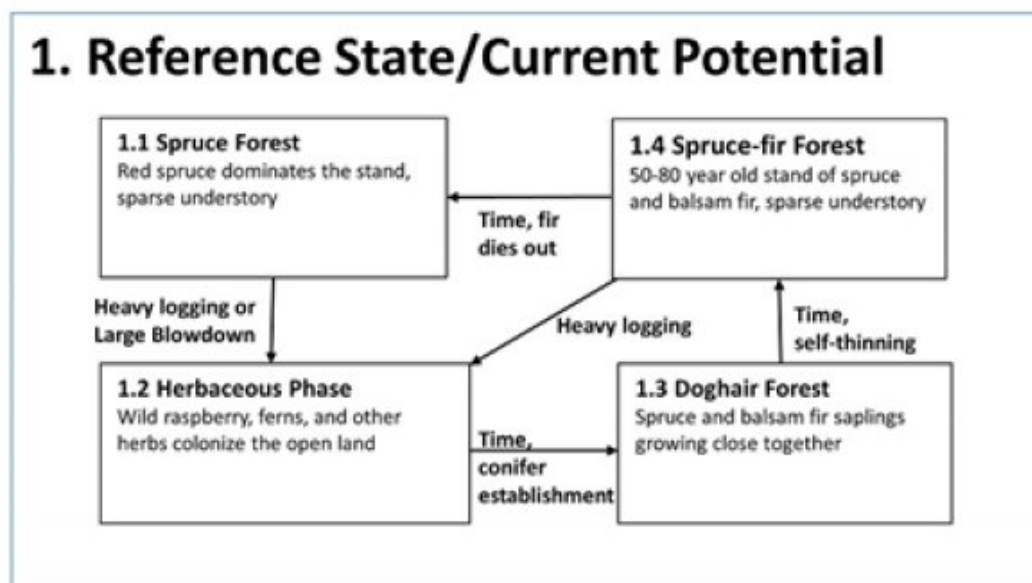 1. Reference State/Current Potential
1.1 Spruce Forest
Red spruce dominates the stand,
sparse understory
1.4 Spruce-fir Forest
50-80 year old stand of spruce
and balsam fir, sparse understory
Time, fir
dies out
Heavy logging or
Large Blowdown
Heavy logging
Time,
self-thinning
1.2 Herbaceous Phase
Wild raspberry, ferns, and other
herbs colonize the open land
Time,
conifer
establishment
1.3 Doghair Forest
Spruce and balsam fir saplings
growing close together